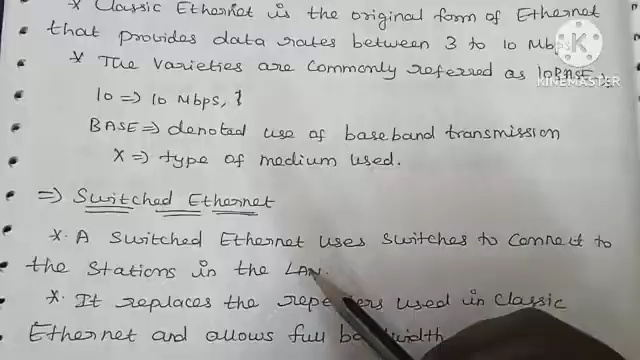 * Classic Ethernet is the original form of Ethernet
that provides data rates between 3 to 10 Mbps.
* The varieties are commonly referred as 10BASE
10 => 10 Mbps,
BASE => denoted use of baseband transmission
X => type of medium used.
=> Switched Ethernet
*. A switched Ethernet uses switches to connect to
the stations in the LAN.
*. It replaces the used in classic
Ethernet and allows full
K
KINEMASTER